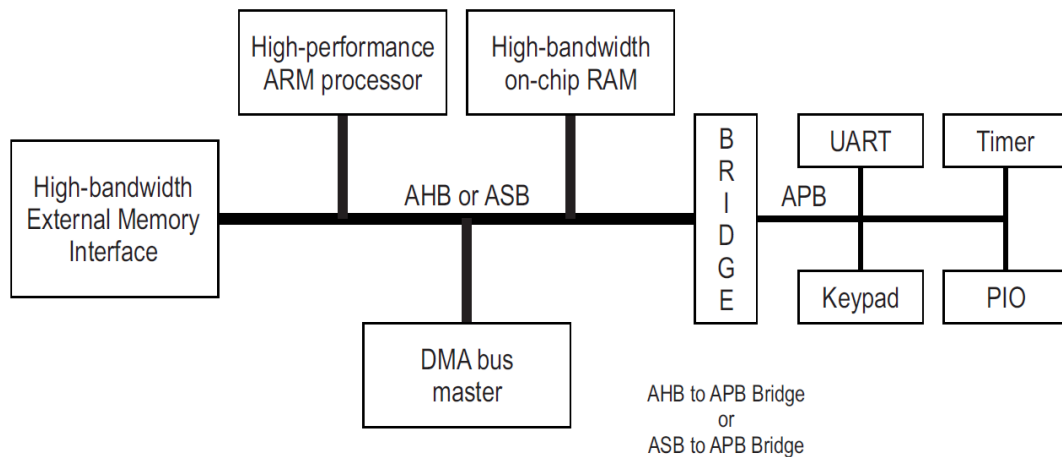 High-performance
ARM processor
High-bandwidth
on-chip RAM
High-bandwidth
External Memory
Interface
AHB or ASB
B
R
I
D
G
E
APB
UART
Timer
Keypad
PIO
DMA bus
master
AHB to APB Bridge
or
ASB to APB Bridge